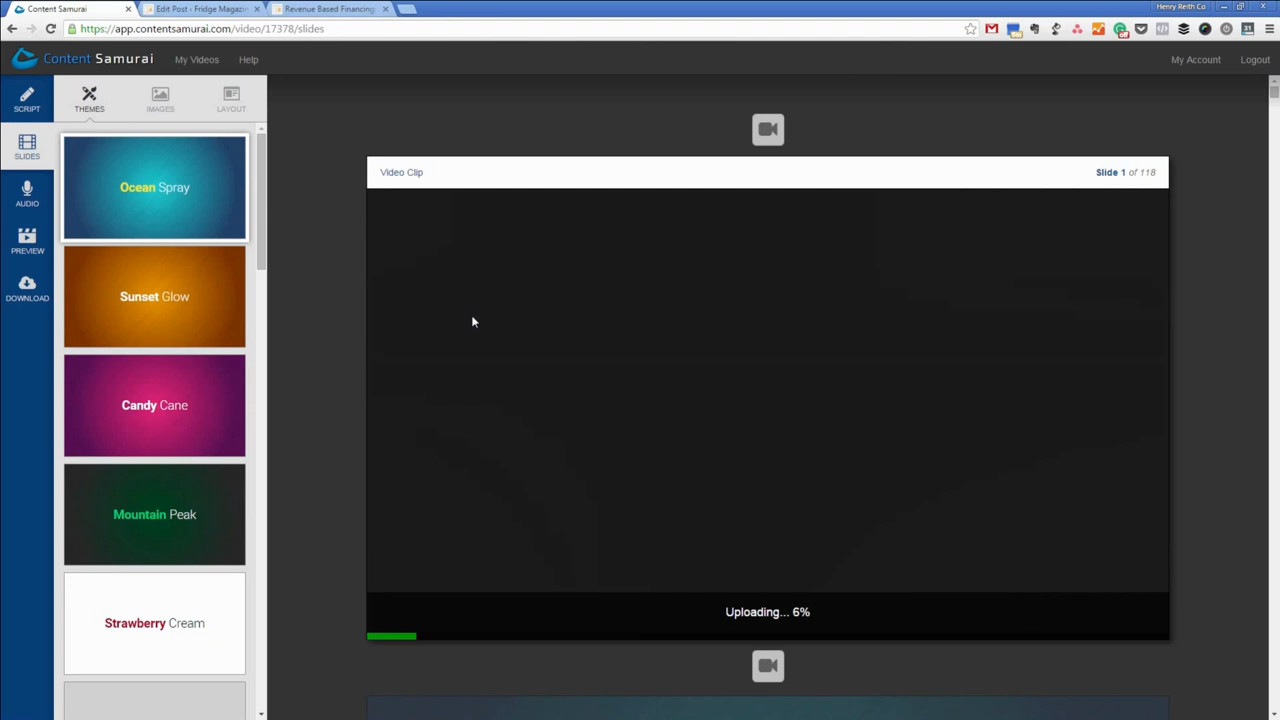 Content Samurai
Edit Post ‹ Fridge Magazin
Revenue Based Financing:
Henry Reith Co
https://app.contentsamurai.com/video/17378/slides
Content Samurai
My Videos
Help
My Account
Logout
SCRIPT
SLIDES
AUDIO
PREVIEW
DOWNLOAD
THEMES
IMAGES
LAYOUT
Ocean Spray
Sunset Glow
Candy Cane
Mountain Peak
Strawberry Cream
Video Clip
Slide 1 of 118
Uploading... 6%